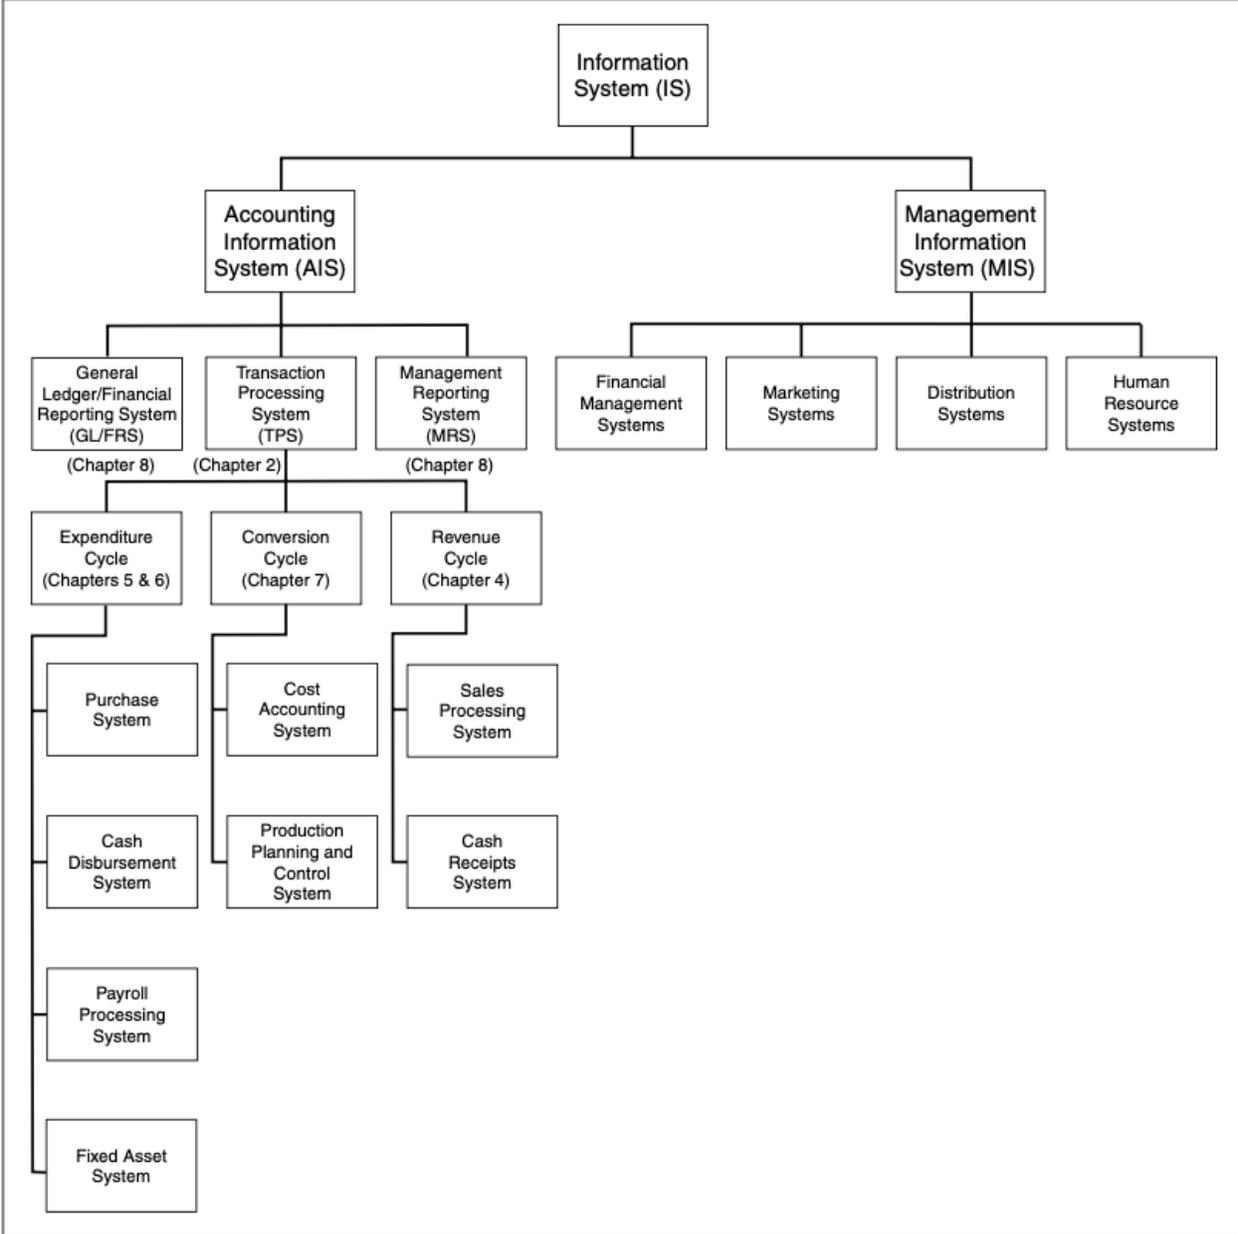 Information
System (IS)
Accounting
Information
System (AIS)
Management
Information
System (MIS)
General
Ledger/Financial
Reporting System
(GL/FRS)
Transaction
Processing
System
(TPS)
Management
Reporting
System
(MRS)
Financial
Management
Systems
Marketing
Systems
Distribution
Systems
Human
Resource
Systems
(Chapter 8)
(Chapter 2)
(Chapter 8)
Expenditure
Cycle
(Chapters 5 & 6)
Conversion
Cycle
(Chapter 7)
Revenue
Cycle
(Chapter 4)
Purchase
System
Cost
Accounting
System
Sales
Processing
System
Cash
Disbursement
System
Production
Planning and
Control
System
Cash
Receipts
System
Payroll
Processing
System
Fixed Asset
System